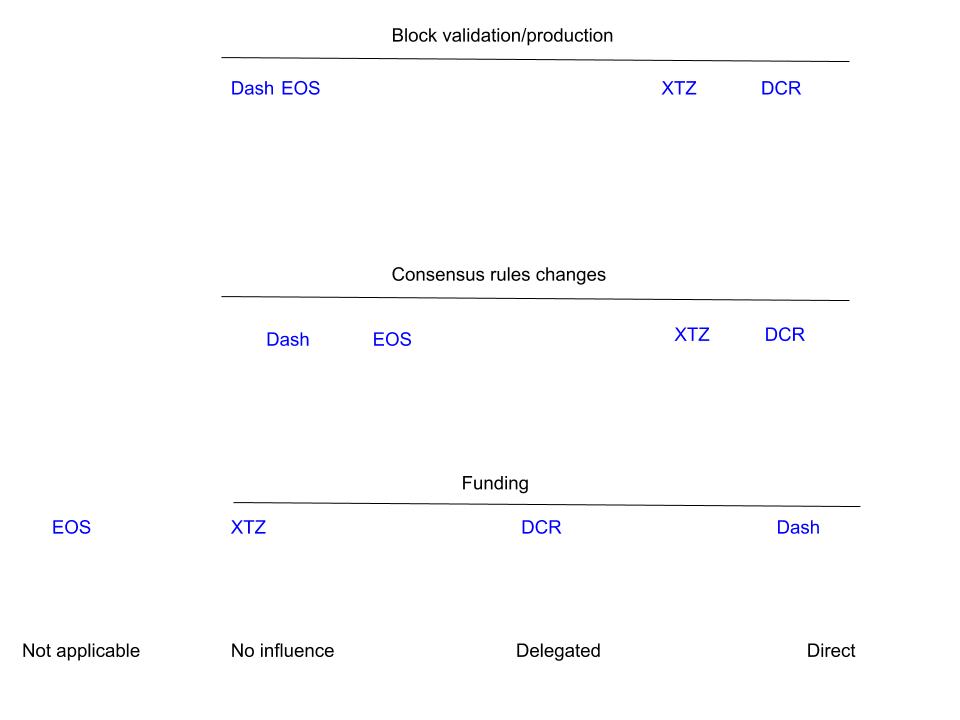 Block validation/production
Dash EOS XTZ DCR
Consensus rules changes
Dash EOS XTZ DCR
Funding
EOS XTZ DCR Dash
Not applicable No influence Delegated Direct